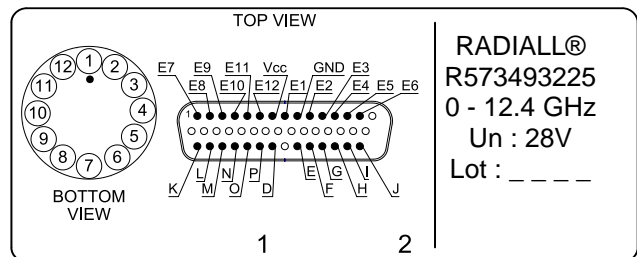 TOP VIEW
12 1 2
11 3
10 4
9 5
8 7 6
BOTTOM
VIEW
E7 E9 E11 Vcc GND E3
E8 E10 E12 E1 E2 E4 E5 E6
1
L N P E G I
K M O D F H J
1 2
RADIALL®
R573493225
0 - 12.4 GHz
Un : 28V
Lot : _ _ _ _